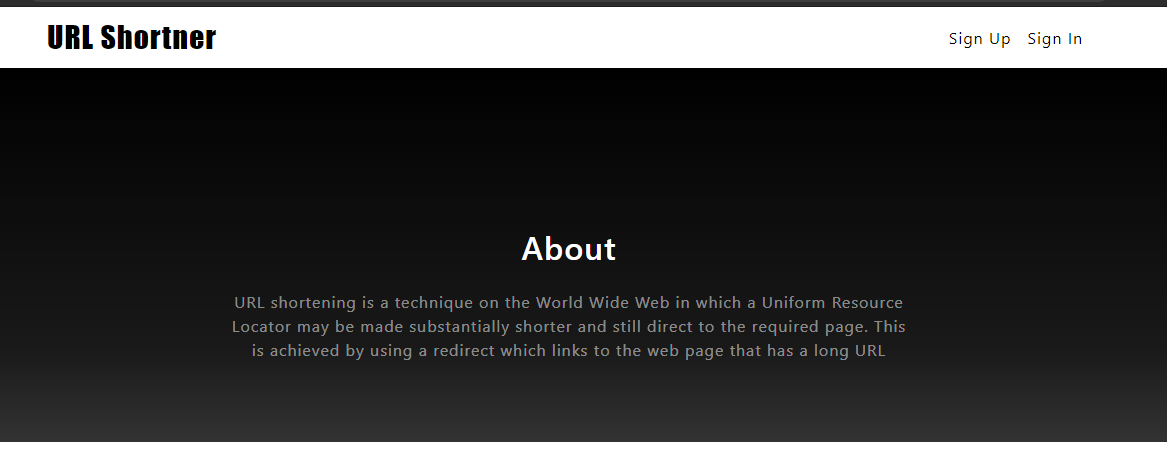 URL Shortner
Sign Up Sign In
About
URL shortening is a technique on the World Wide Web in which a Uniform Resource
Locator may be made substantially shorter and still direct to the required page. This
is achieved by using a redirect which links to the web page that has a long URL